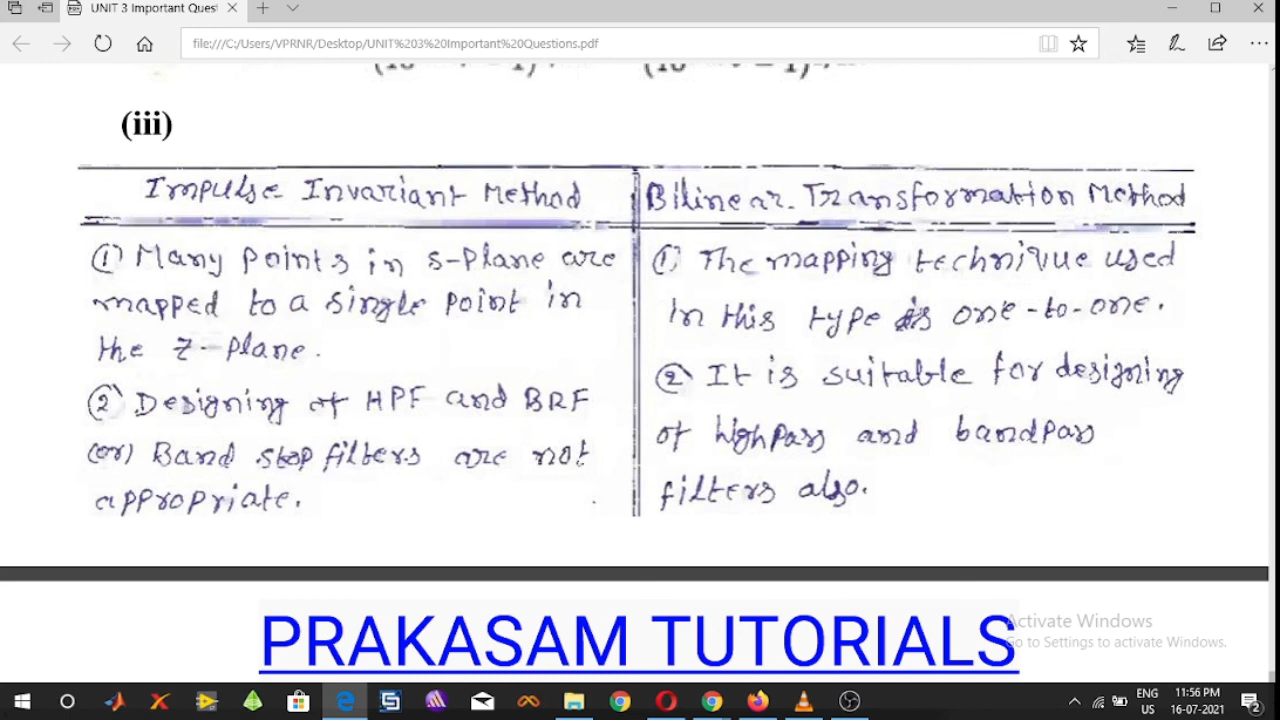 UNIT 3 Important Quest
file:///C:/Users/VPRNR/Desktop/UNIT%203%20Important%20Questions.pdf
(iii)
Impulse Invariant Method
① Many points in s-plane are
mapped to a single point in
the z-plane.
② Designing of HPF and BRF
(or) Band stop filters are not
appropriate.
Bilinear Transformation Method
① The mapping technique used
in this type is one-to-one.
② It is suitable for designing
of highpass and bandpass
filters also.
PRAKASAM TUTORIALS
Activate Windows
Go to Settings to activate Windows.
ENG
US
11:56 PM
16-07-2021
2